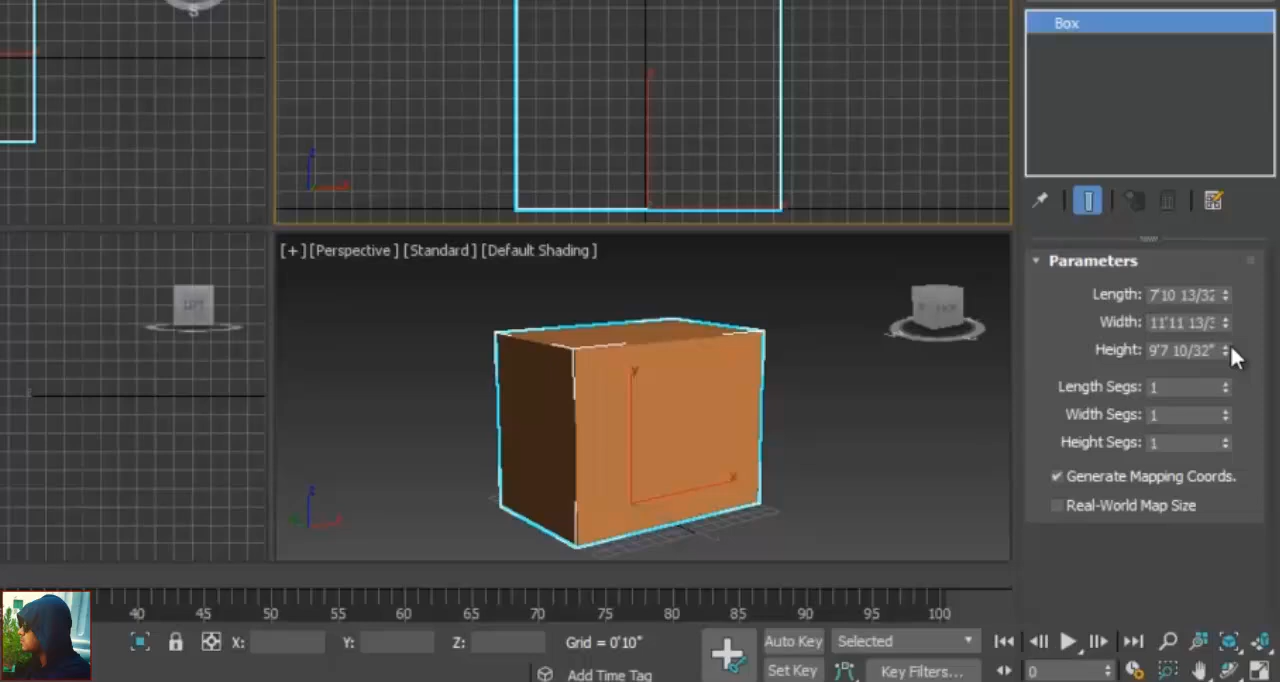 Box
[+] [Perspective] [Standard] [Default Shading]
LEFT
Parameters
Length: 7'10 13/32
Width: 11'11 13/3
Height: 9'7 10/32"
Length Segs: 1
Width Segs: 1
Height Segs: 1
Generate Mapping Coords.
Real-World Map Size
40 45 50 55 60 65 70 75 80 85 90 95 100
X: Y: Z: Grid = 0'10" Auto Key Selected
Add Time Tag Set Key Key Filters... 0